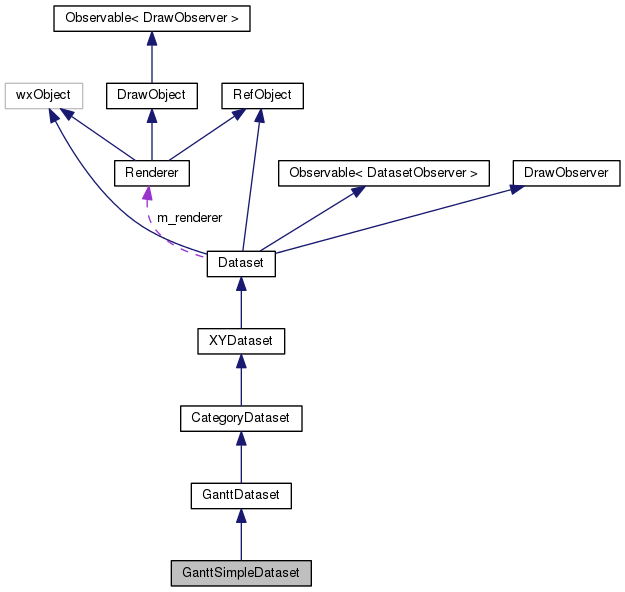 Observable< DrawObserver >
wxObject
DrawObject
RefObject
Renderer
Observable< DatasetObserver >
DrawObserver
m_renderer
Dataset
XYDataset
CategoryDataset
GanttDataset
GanttSimpleDataset